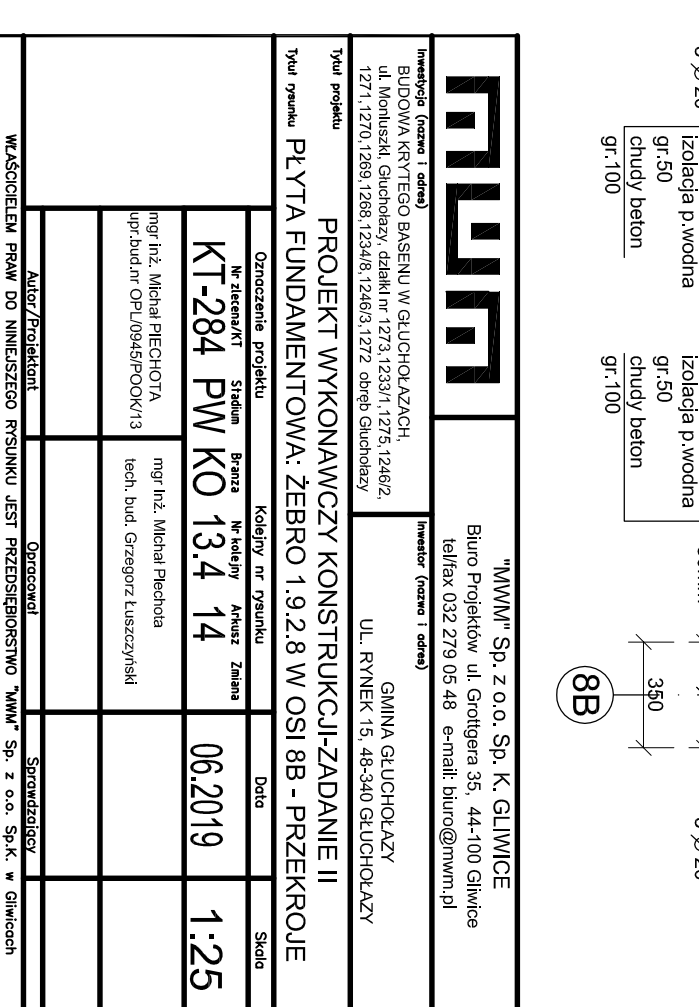 izolacja p.wodna
gr.50
chudy beton
gr.100
izolacja p.wodna
gr.50
chudy beton
gr.100
350
8B
MWM
"MWM" Sp. z o.o. Sp. K. GLIWICE
Biuro Projektów ul. Grottgera 35, 44-100 Gliwice
tel/fax 032 279 05 48 e-mail: biuro@mwm.pl
Inwestycja (nazwa i adres)
BUDOWA KRYTEGO BASENU W GŁUCHOŁAZACH,
ul. Moniuszki, Głuchołazy, działki nr 1273,1233/1,1275,1246/2,
1271,1270,1269,1268,1234/8,1246/3,1272 obręb Głuchołazy
Inwestor (nazwa i adres)
GMINA GŁUCHOŁAZY
UL. RYNEK 15, 48-340 GŁUCHOŁAZY
Tytuł projektu
PROJEKT WYKONAWCZY KONSTRUKCJI-ZADANIE II
Tytuł rysunku PŁYTA FUNDAMENTOWA: ŻEBRO 1.9.2.8 W OSI 8B - PRZEKROJE
Oznaczenie projektu Kolejny nr rysunku Data Skala
Nr zlecena/KT Stadium Branza Nr kolejny Arkusz Zmiana
KT-284 PW KO 13.4 14 06.2019 1:25
mgr inż. Michał PIECHOTA
upr.bud.nr OPL/0945/POOK/13
mgr inż. Michał Piechota
tech. bud. Grzegorz Łuszczyński
Autor/Projektant Opracował Sprawdzający
WŁAŚCICIELEM PRAW DO NINIEJSZEGO RYSUNKU JEST PRZEDSIĘBIORSTWO "MWM" Sp. z o.o. Sp.K. w Gliwicach